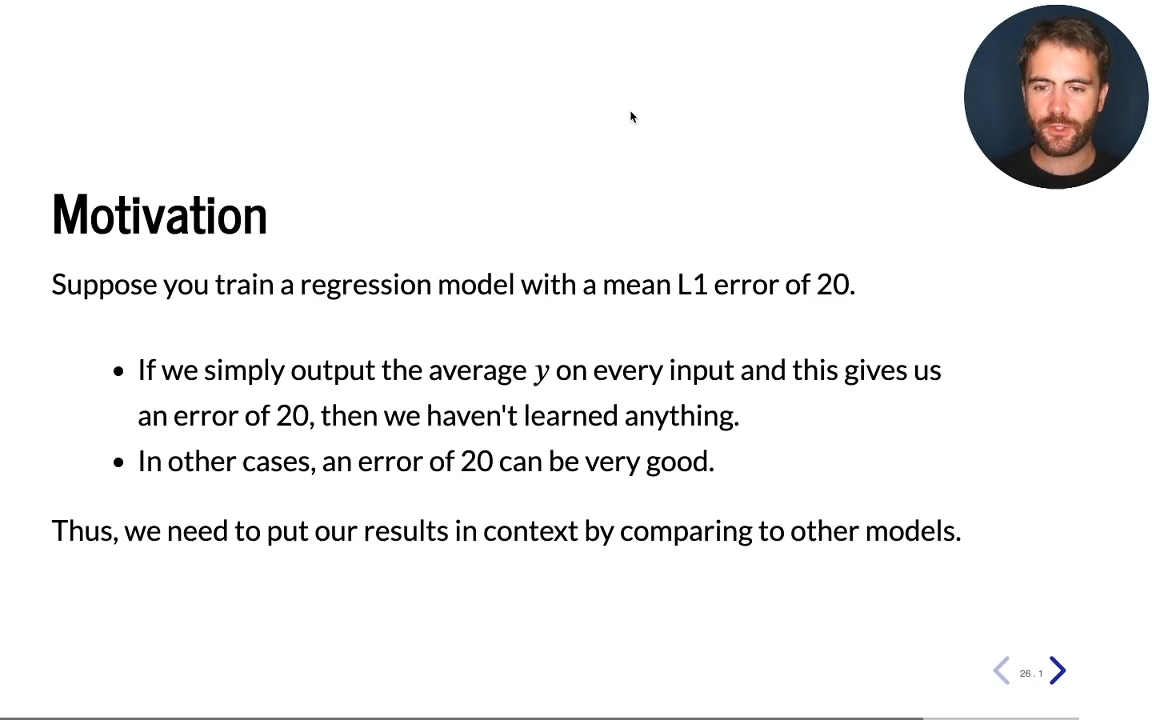 Motivation
Suppose you train a regression model with a mean L1 error of 20.
• If we simply output the average y on every input and this gives us
an error of 20, then we haven't learned anything.
• In other cases, an error of 20 can be very good.
Thus, we need to put our results in context by comparing to other models.
26 . 1